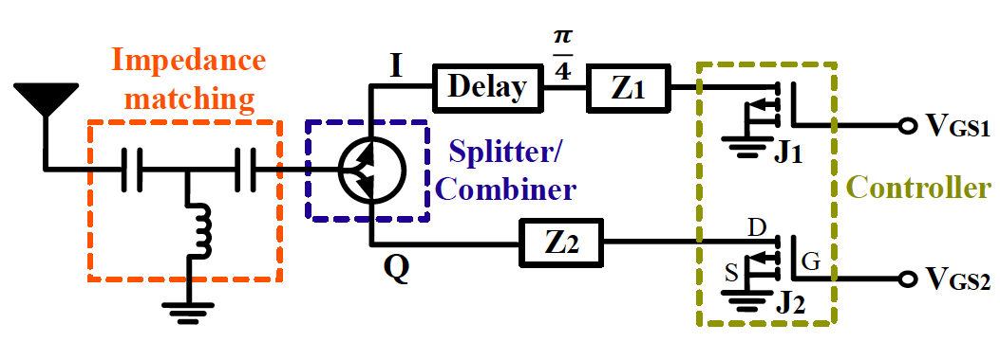 Impedance
matching
I
Delay
π
4
Z1
J1
VGS1
Splitter/
Combiner
Controller
Q
Z2
D
S
G
J2
VGS2